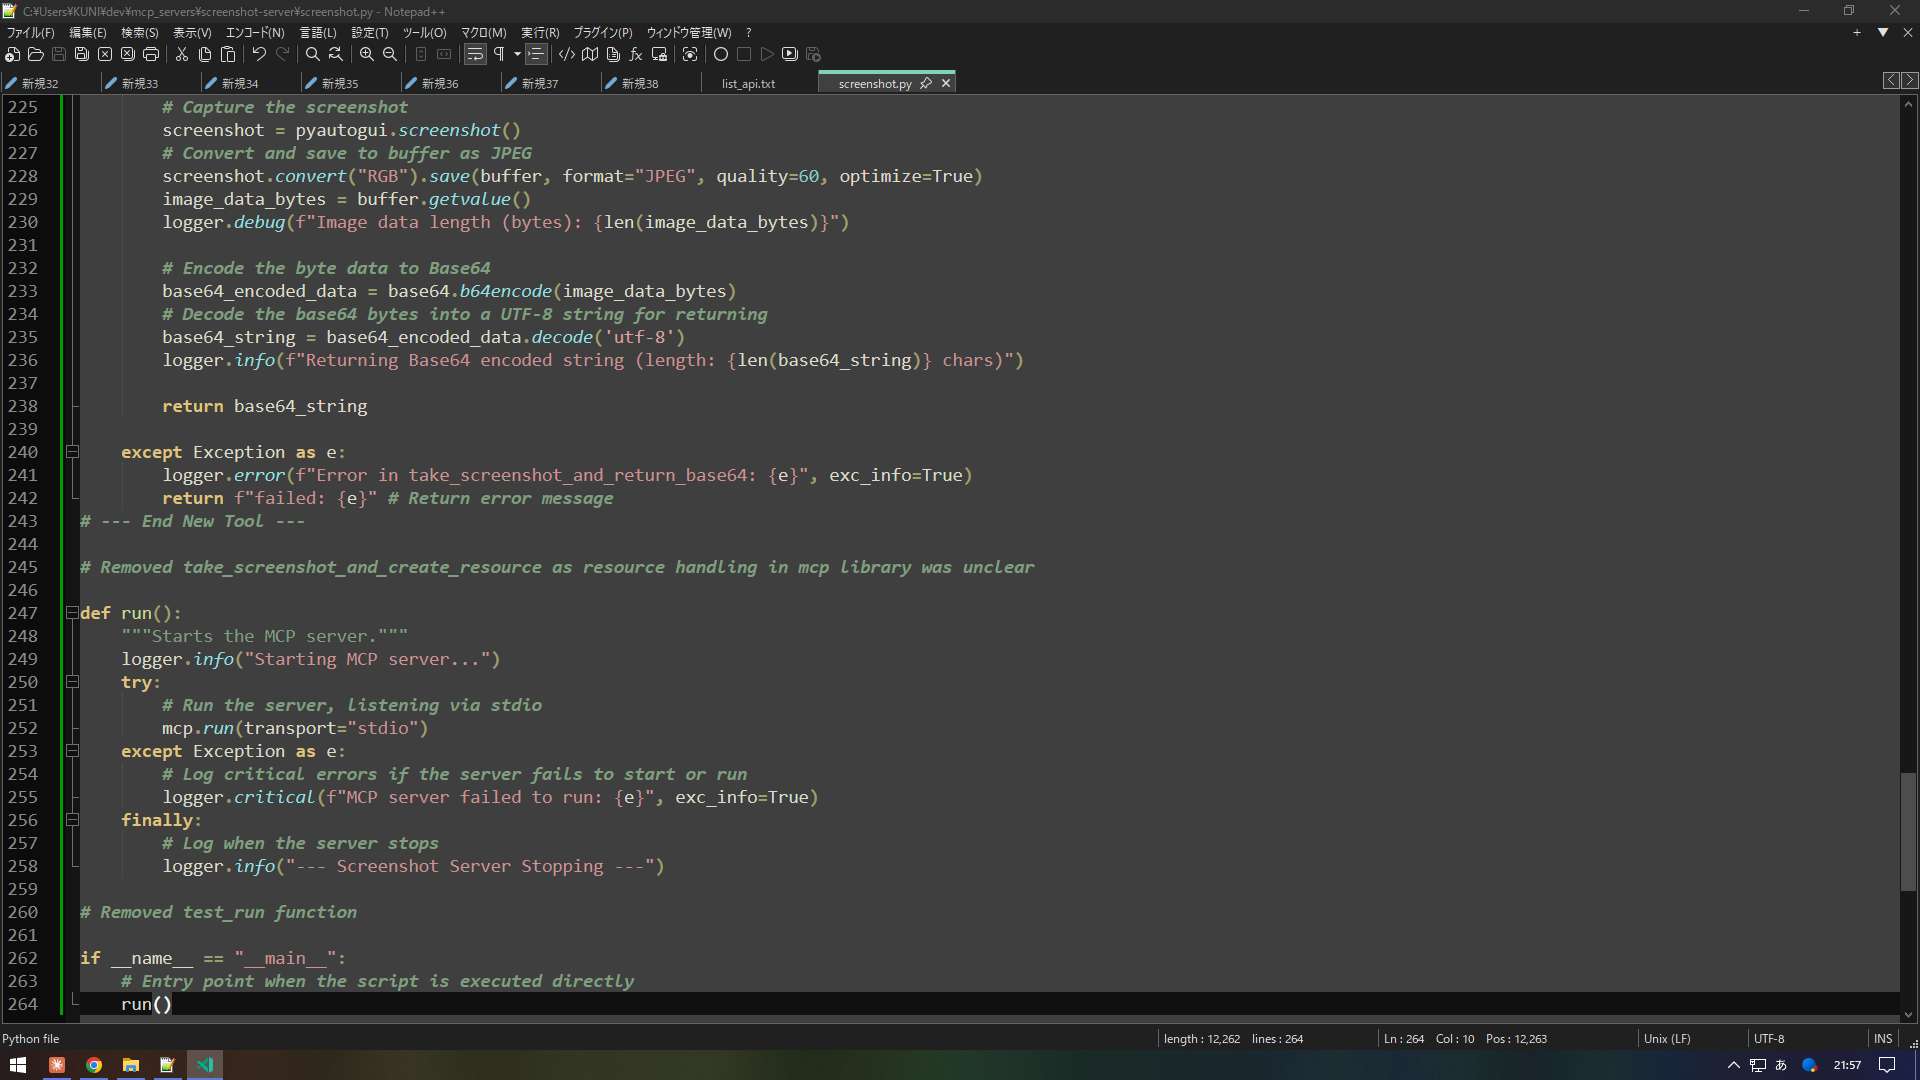 C:¥Users¥KUNI¥dev¥mcp_servers¥screenshot-server¥screenshot.py - Notepad++
ファイル(F) 編集(E) 検索(S) 表示(V) エンコード(N) 言語(L) 設定(T) ツール(O) マクロ(M) 実行(R) プラグイン(P) ウィンドウ管理(W) ?
新規32 新規33 新規34 新規35 新規36 新規37 新規38 list_api.txt screenshot.py
225 # Capture the screenshot
226 screenshot = pyautogui.screenshot()
227 # Convert and save to buffer as JPEG
228 screenshot.convert("RGB").save(buffer, format="JPEG", quality=60, optimize=True)
229 image_data_bytes = buffer.getvalue()
230 logger.debug(f"Image data length (bytes): {len(image_data_bytes)}")
231
232 # Encode the byte data to Base64
233 base64_encoded_data = base64.b64encode(image_data_bytes)
234 # Decode the base64 bytes into a UTF-8 string for returning
235 base64_string = base64_encoded_data.decode('utf-8')
236 logger.info(f"Returning Base64 encoded string (length: {len(base64_string)} chars)")
237
238 return base64_string
239
240 except Exception as e:
241 logger.error(f"Error in take_screenshot_and_return_base64: {e}", exc_info=True)
242 return f"failed: {e}" # Return error message
243 # --- End New Tool ---
244
245 # Removed take_screenshot_and_create_resource as resource handling in mcp library was unclear
246
247 def run():
248 """Starts the MCP server."""
249 logger.info("Starting MCP server...")
250 try:
251 # Run the server, listening via stdio
252 mcp.run(transport="stdio")
253 except Exception as e:
254 # Log critical errors if the server fails to start or run
255 logger.critical(f"MCP server failed to run: {e}", exc_info=True)
256 finally:
257 # Log when the server stops
258 logger.info("--- Screenshot Server Stopping ---")
259
260 # Removed test_run function
261
262 if __name__ == "__main__":
263 # Entry point when the script is executed directly
264 run()
Python file length : 12,262 lines : 264 Ln : 264 Col : 10 Pos : 12,263 Unix (LF) UTF-8 INS
あ 21:57